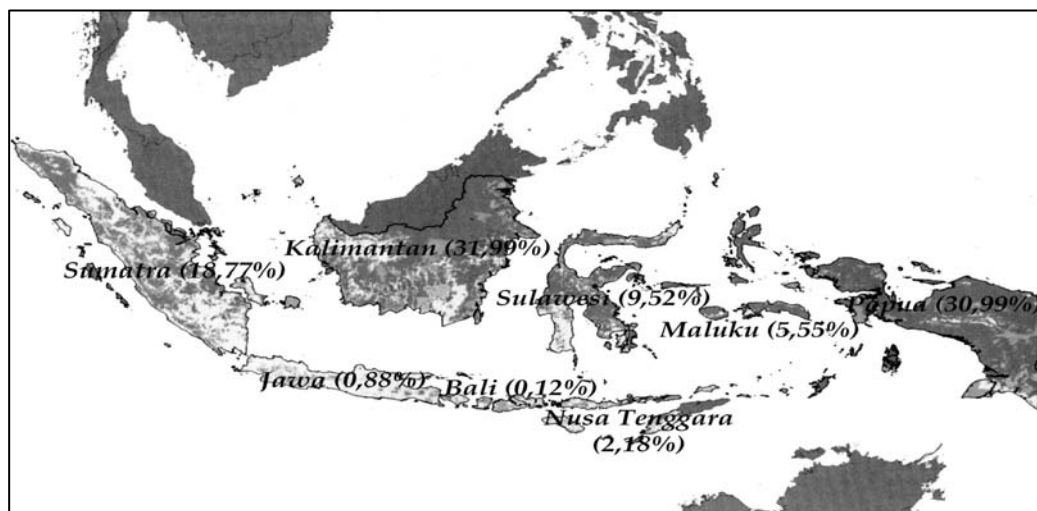 Kalimantan (31,99%)
Sumatra (18,77%)
Sulawesi (9,52%)
Papua (30,99%)
Maluku (5,55%)
Jawa (0,88%)
Bali (0,12%)
Nusa Tenggara
(2,18%)